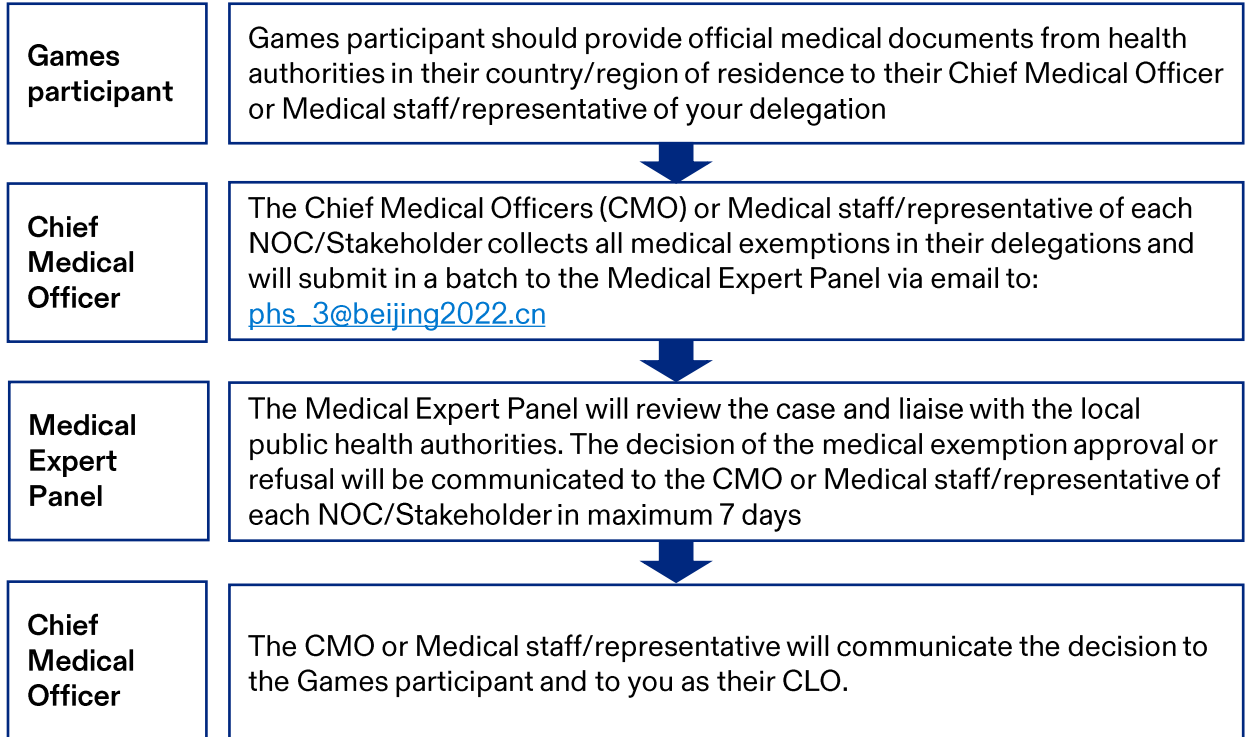 Games
participant
Games participant should provide official medical documents from health
authorities in their country/region of residence to their Chief Medical Officer
or Medical staff/representative of your delegation
Chief
Medical
Officer
The Chief Medical Officers (CMO) or Medical staff/representative of each
NOC/Stakeholder collects all medical exemptions in their delegations and
will submit in a batch to the Medical Expert Panel via email to:
phs_3@beijing2022.cn
Medical
Expert
Panel
The Medical Expert Panel will review the case and liaise with the local
public health authorities. The decision of the medical exemption approval or
refusal will be communicated to the CMO or Medical staff/representative of
each NOC/Stakeholder in maximum 7 days
Chief
Medical
Officer
The CMO or Medical staff/representative will communicate the decision to
the Games participant and to you as their CLO.